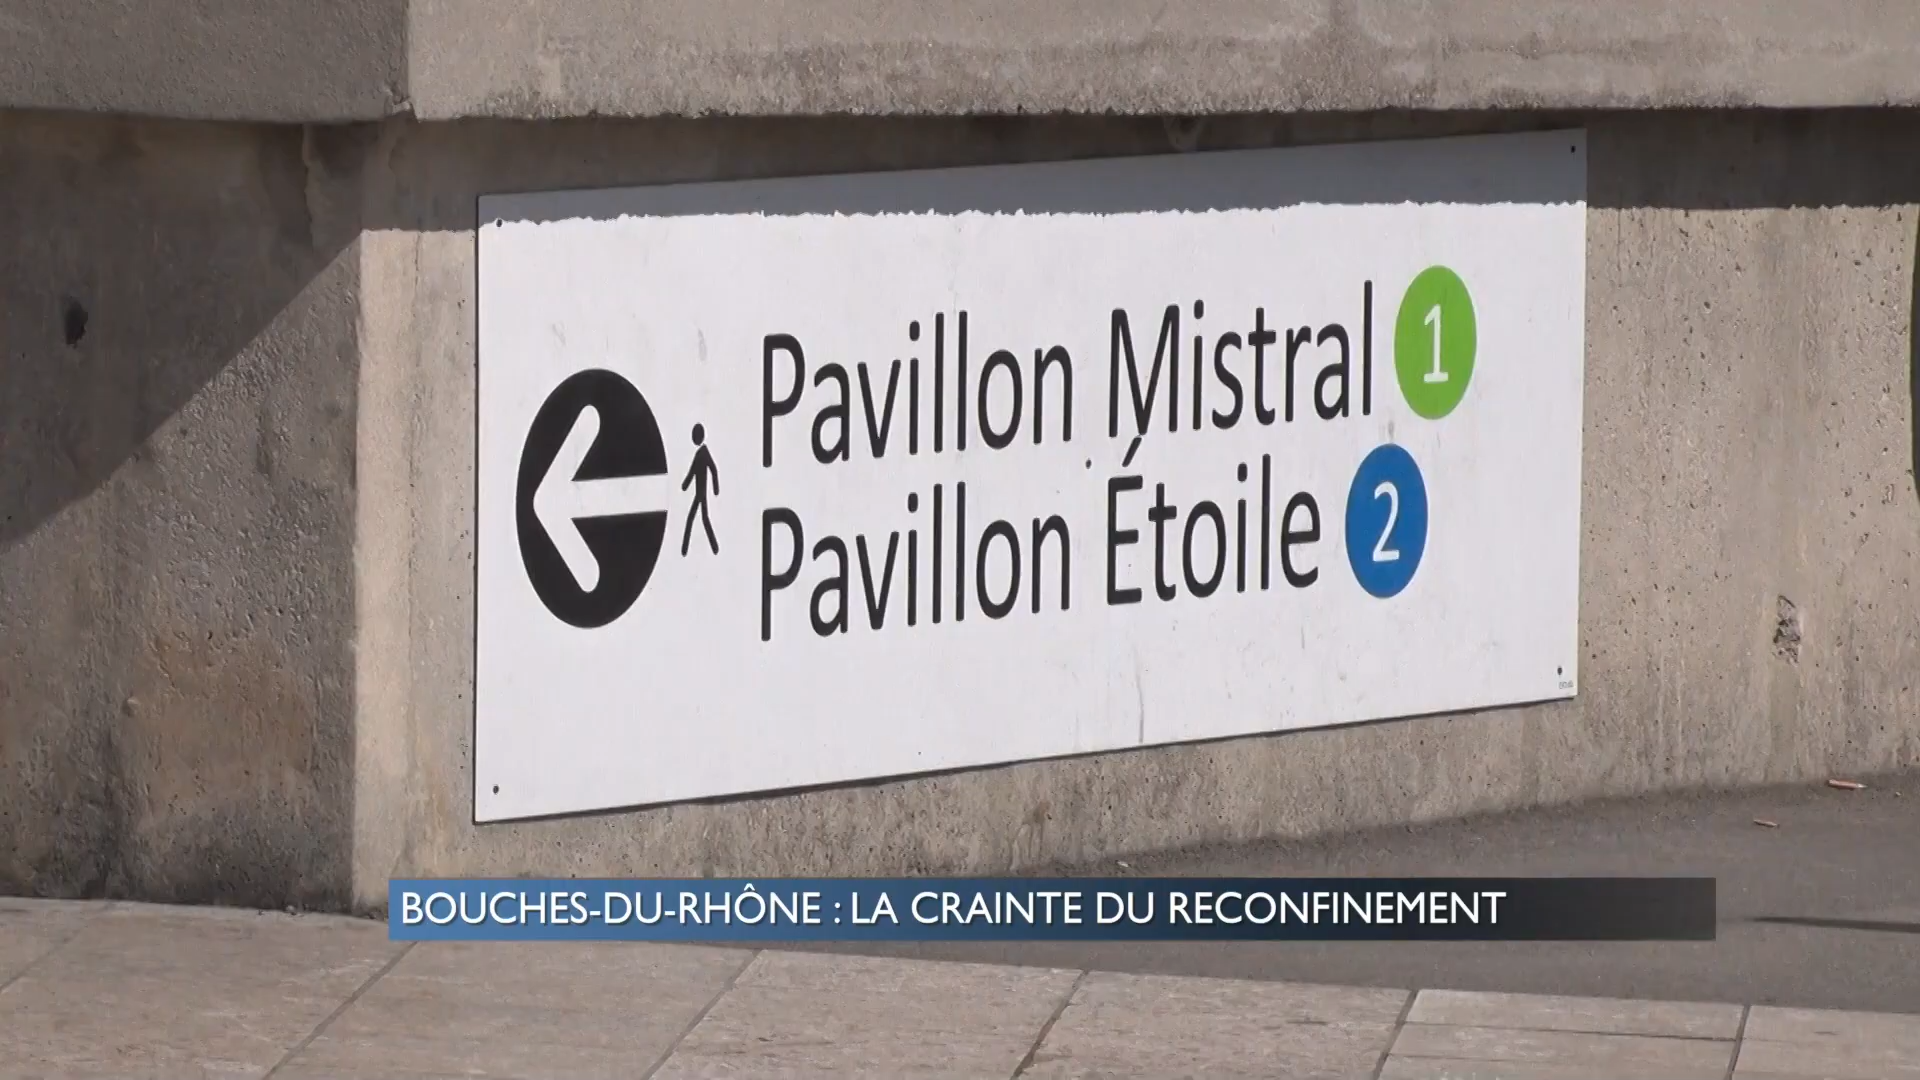 Pavillon Mistral 1
Pavillon Étoile 2
BOUCHES-DU-RHÔNE : LA CRAINTE DU RECONFINEMENT